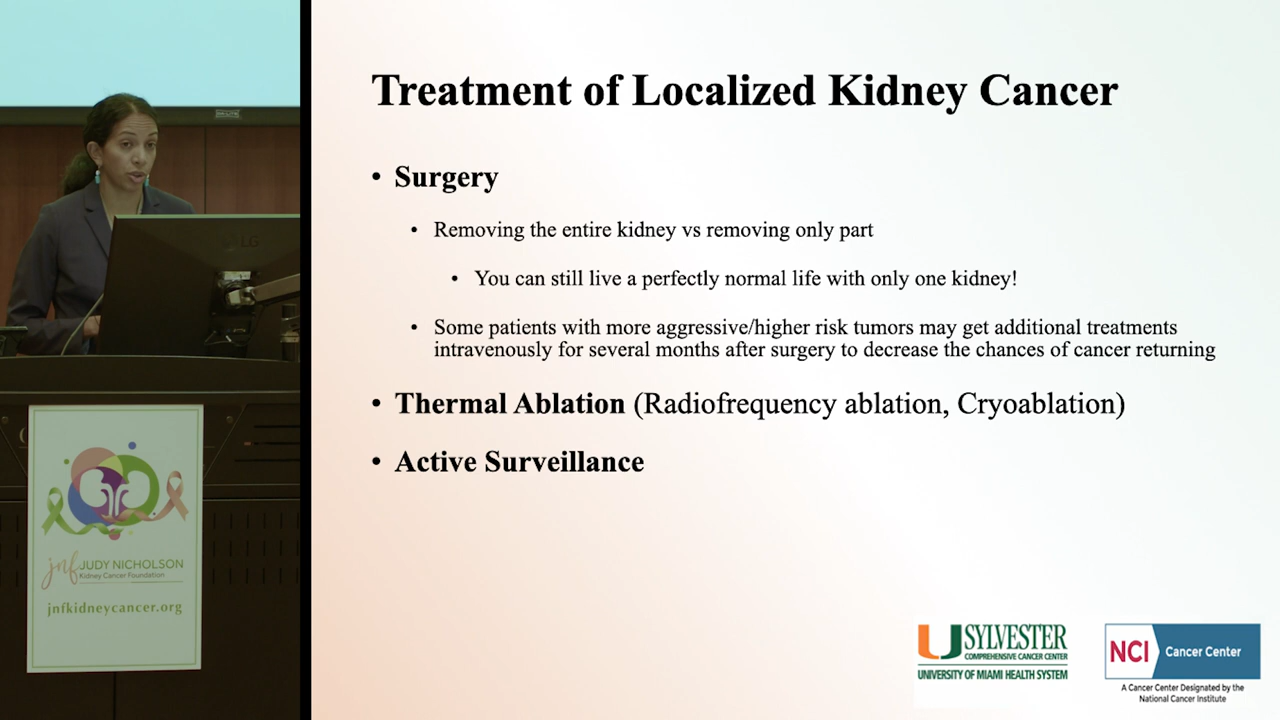 Treatment of Localized Kidney Cancer
• Surgery
• Removing the entire kidney vs removing only part
• You can still live a perfectly normal life with only one kidney!
• Some patients with more aggressive/higher risk tumors may get additional treatments
intravenously for several months after surgery to decrease the chances of cancer returning
• Thermal Ablation (Radiofrequency ablation, Cryoablation)
• Active Surveillance
LG
jnf JUDY NICHOLSON
Kidney Cancer Foundation
jnfkidneycancer.org
U SYLVESTER
COMPREHENSIVE CANCER CENTER
UNIVERSITY OF MIAMI HEALTH SYSTEM
NCI Cancer Center
A Cancer Center Designated by the
National Cancer Institute